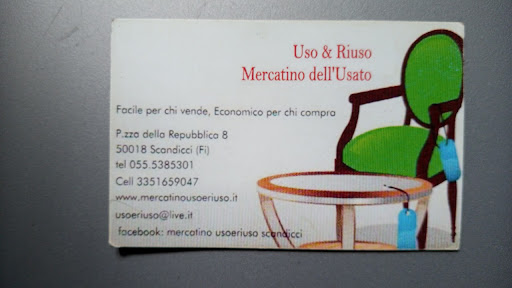 Uso & Riuso
Mercatino dell'Usato
Facile per chi vende, Economico per chi compra
P.zza della Repubblica 8
50018 Scandicci (Fi)
tel 055.5385301
Cell 3351659047
www.mercatinousoeriuso.it
usoeriuso@live.it
facebook: mercatino usoeriuso scandicci